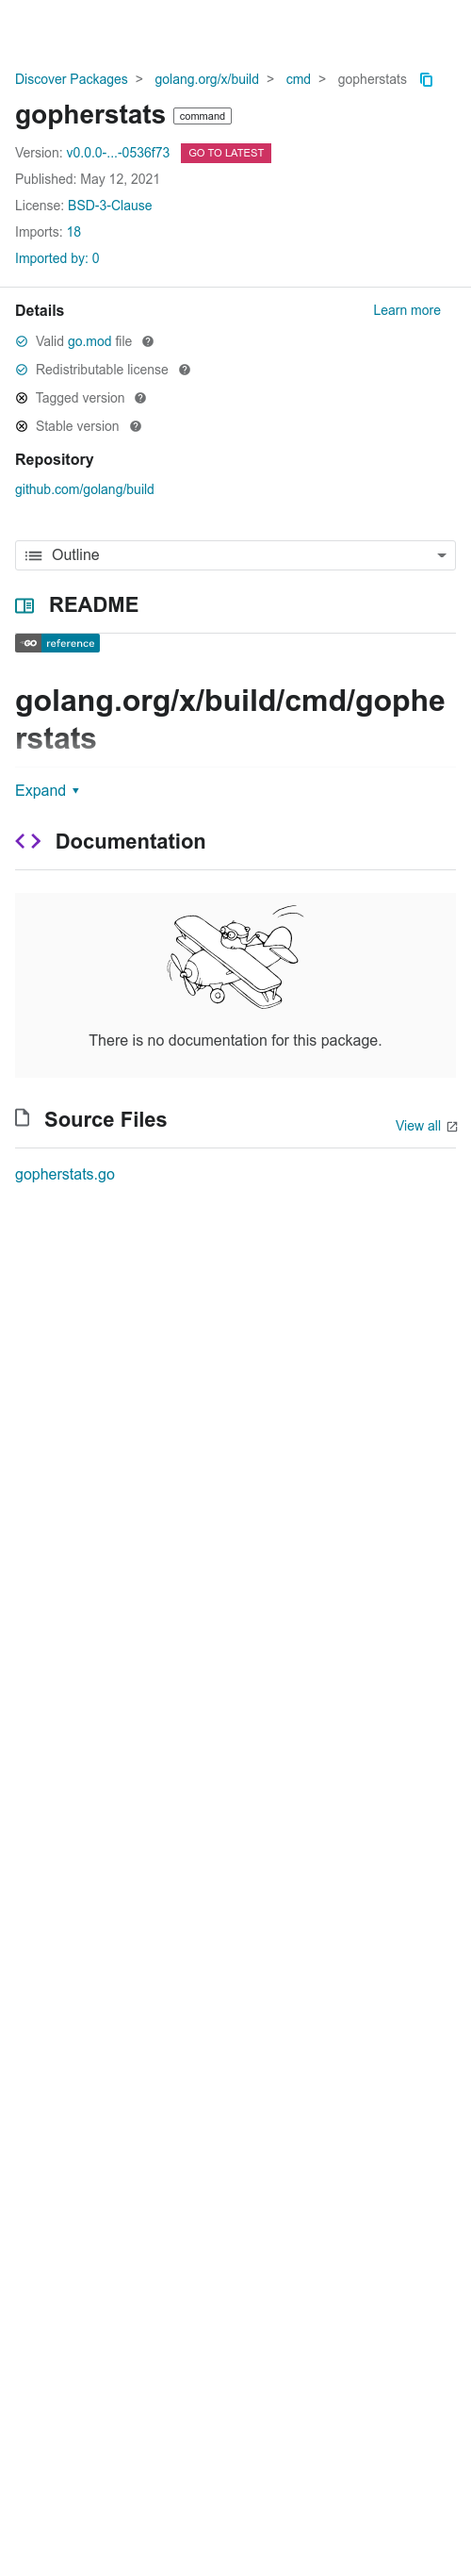 Discover Packages > golang.org/x/build > cmd > gopherstats
gopherstats command
Version: v0.0.0-...-0536f73 GO TO LATEST
Published: May 12, 2021
License: BSD-3-Clause
Imports: 18
Imported by: 0
Details Learn more
Valid go.mod file
Redistributable license
Tagged version
Stable version
Repository
github.com/golang/build
Outline
README
GO reference
golang.org/x/build/cmd/gophe
rstats
Expand
Documentation
There is no documentation for this package.
Source Files View all
gopherstats.go